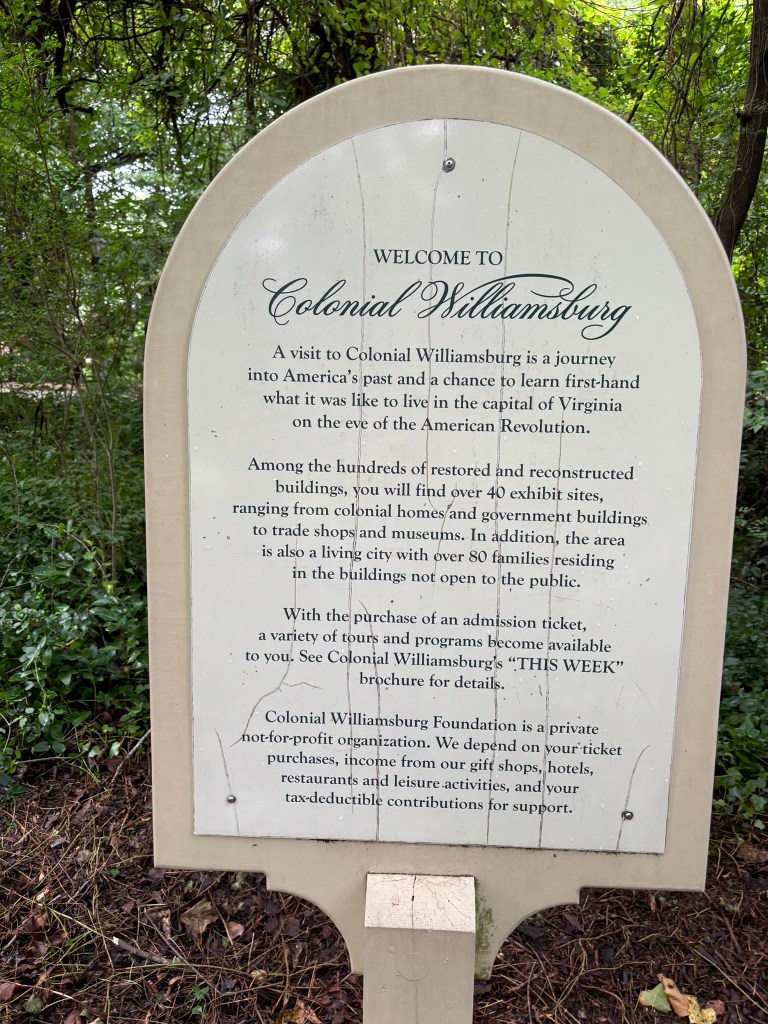 WELCOME TO
Colonial Williamsburg
A visit to Colonial Williamsburg is a journey
into America's past and a chance to learn first-hand
what it was like to live in the capital of Virginia
on the eve of the American Revolution.
Among the hundreds of restored and reconstructed
buildings, you will find over 40 exhibit sites,
ranging from colonial homes and government buildings
to trade shops and museums. In addition, the area
is also a living city with over 80 families residing
in the buildings not open to the public.
With the purchase of an admission ticket,
a variety of tours and programs become available
to you. See Colonial Williamsburg's “THIS WEEK”
brochure for details.
Colonial Williamsburg Foundation is a private
not-for-profit organization. We depend on your ticket
purchases, income from our gift shops, hotels,
restaurants and leisure activities, and your
tax-deductible contributions for support.